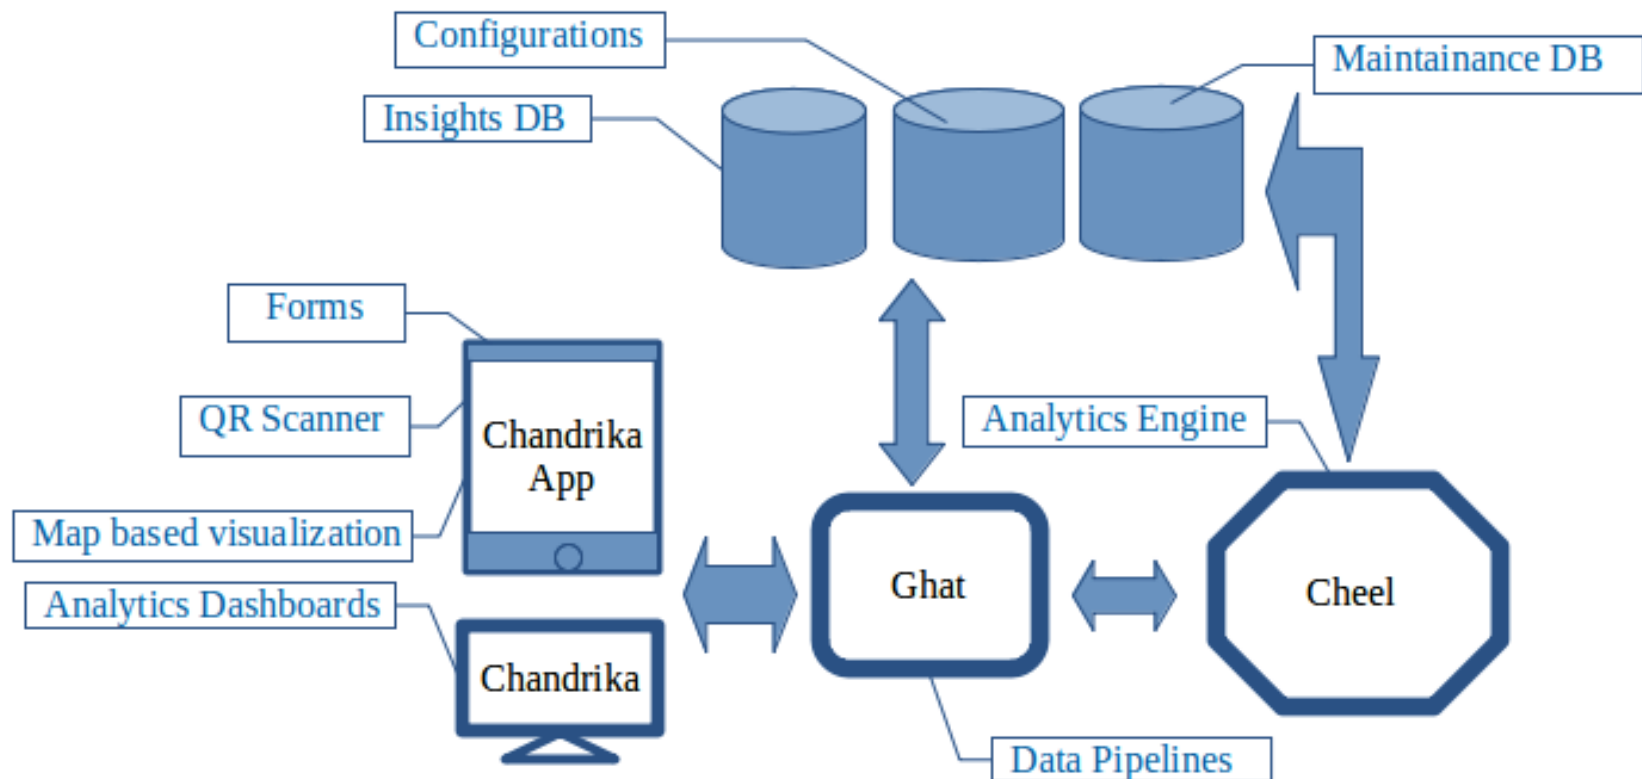 Configurations
Maintainance DB
Insights DB
Forms
QR Scanner
Chandrika
App
Analytics Engine
Map based visualization
Ghat
Cheel
Analytics Dashboards
Chandrika
Data Pipelines